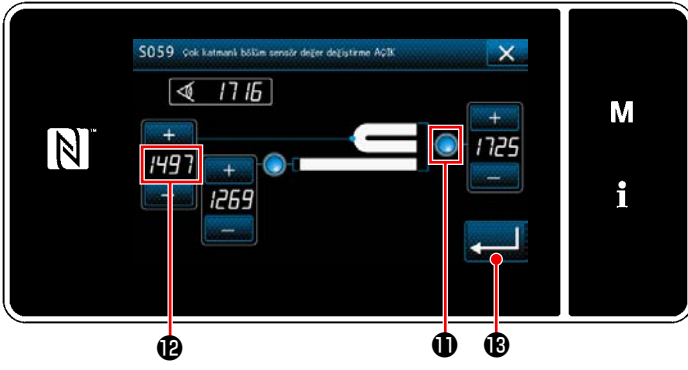 S059 Çok katmanlı bölüm sensör değer değiştirme AÇIK
1716
1497
1269
1725
M
i
⓬
⓫
⓭